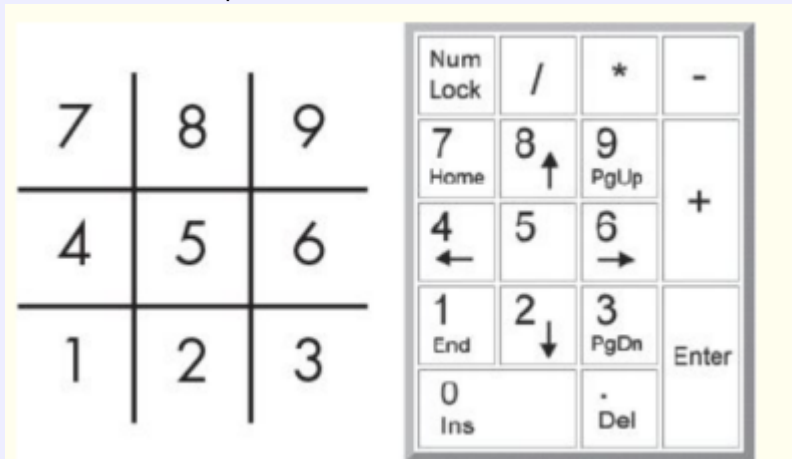 7 8 9
4 5 6
1 2 3
Num Lock / * -
7 Home 8 ↑ 9 PgUp +
4 ← 5 6 →
1 End 2 ↓ 3 PgDn Enter
0 Ins . Del